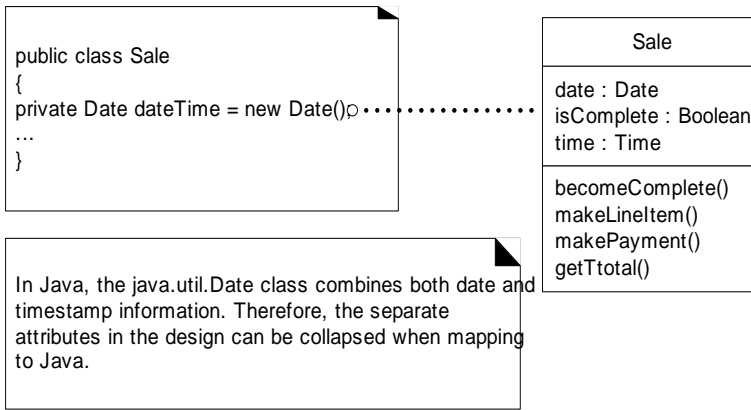 public class Sale
{
private Date dateTime = new Date();
...
}
Sale
date : Date
isComplete : Boolean
time : Time
becomeComplete()
makeLineItem()
makePayment()
getTtotal()
In Java, the java.util.Date class combines both date and
timestamp information. Therefore, the separate
attributes in the design can be collapsed when mapping
to Java.